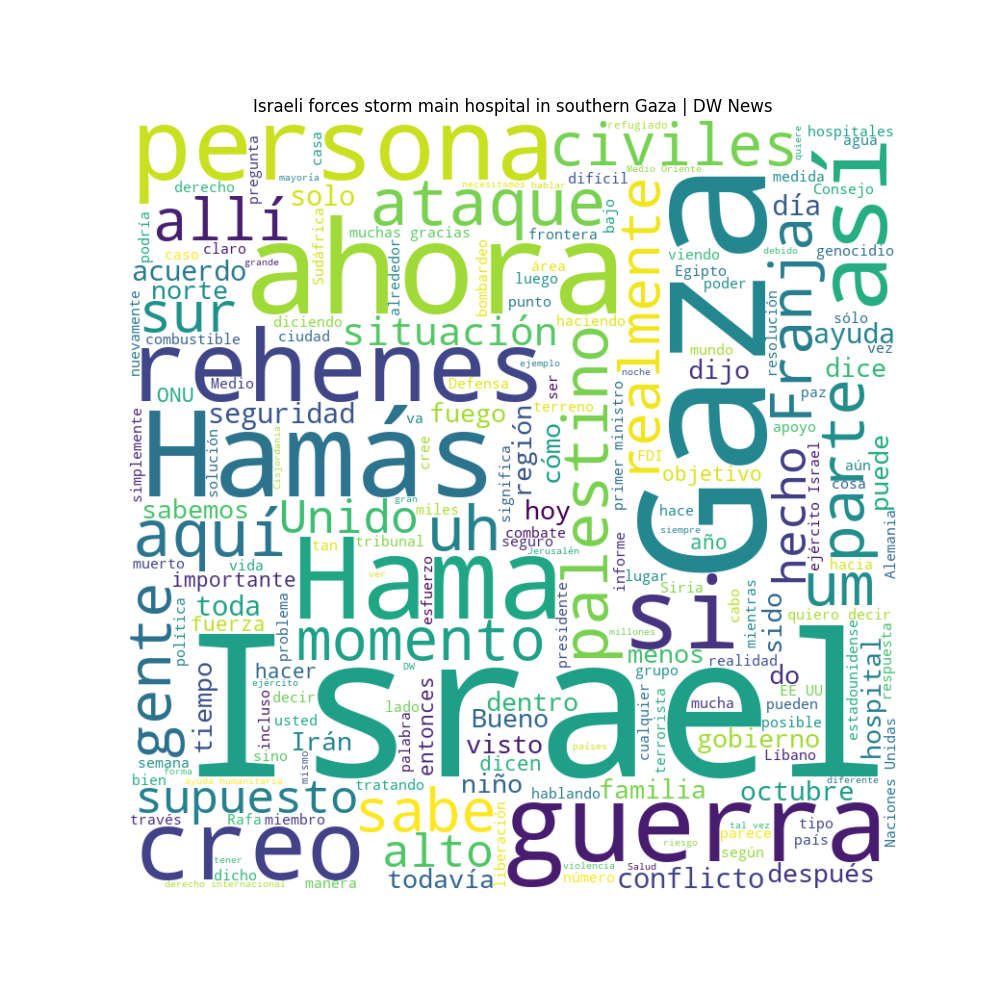 Israeli forces storm main hospital in southern Gaza | DW News
persona
civiles
refugiado
quiere
hospitales
agua
pregunta
casa
mayoría
derecho
solo
necesitamos hablar
difícil
Medio Oriente
medida
Consejo
así
podría
allí
ataque
bajo
realmente
Gaza
día
claro
caso
grande
Sudáfrica
muchas gracias
alrededor
bombardeo
frontera
viendo
debido
genocidio
Franja
acuerdo
ahora
área
luego
Egipto
poder
norte
punto
sur
diciendo
ciudad
situación
haciendo
resolución
sólo
ayuda
vez
nuevamente
combustible
rehenes
ejemplo
palestino
mundo
dijo
noche
dice
parte
Medio
ONU
Defensa
ser
paz
seguridad
va
fuego
terreno
primer ministro
apoyo
simplemente
Hamás
solución
Cisjordania
cree
región
cómo
FDI
objetivo
hecho
ejército Israel
aún
cosa
puede
sabemos
gran
miles
significa
hoy
hace
siempre
año
Alemania
aquí
Unido
uh
combate
seguro
Jerusalén
informe
tan
tribunal
hacia
muerto
vida
importante
Hama
ver
esfuerzo
lugar
Siria
si
cabo
mientras
um
gente
toda
fuerza
política
problema
momento
presidente
millones
menos
sido
quiero decir
Israel
realidad
grupo
do
estadounidense
hospital
respuesta
tiempo
hacer
ejército
DW
decir
lado
entonces
dentro
mucha
EE UU
pueden
incluso
usted
palabra
Bueno
cualquier
terrorista
posible
Irán
visto
países
gobierno
Líbano
Naciones Unidas
semana
sino
mismo
dicen
bien
forma
ayuda humanitaria
tratando
niño
hablando
familia
octubre
diferente
supuesto
sabe
liberación
guerra
través
Rafa
miembro
tal vez
tipo
creo
alto
parece
país
riesgo
según
tener
dicho
todavía
violencia
Salud
conflicto
después
derecho internacional
manera
número